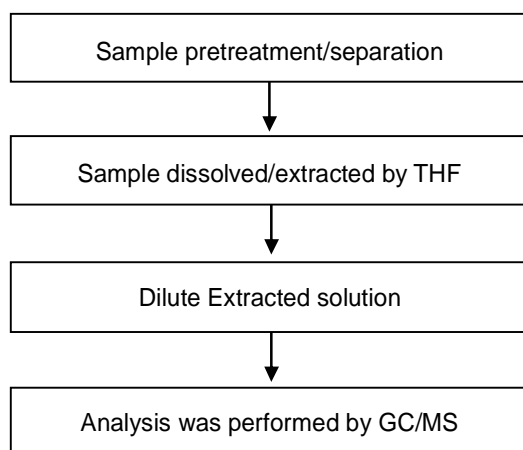 Sample pretreatment/separation
Sample dissolved/extracted by THF
Dilute Extracted solution
Analysis was performed by GC/MS